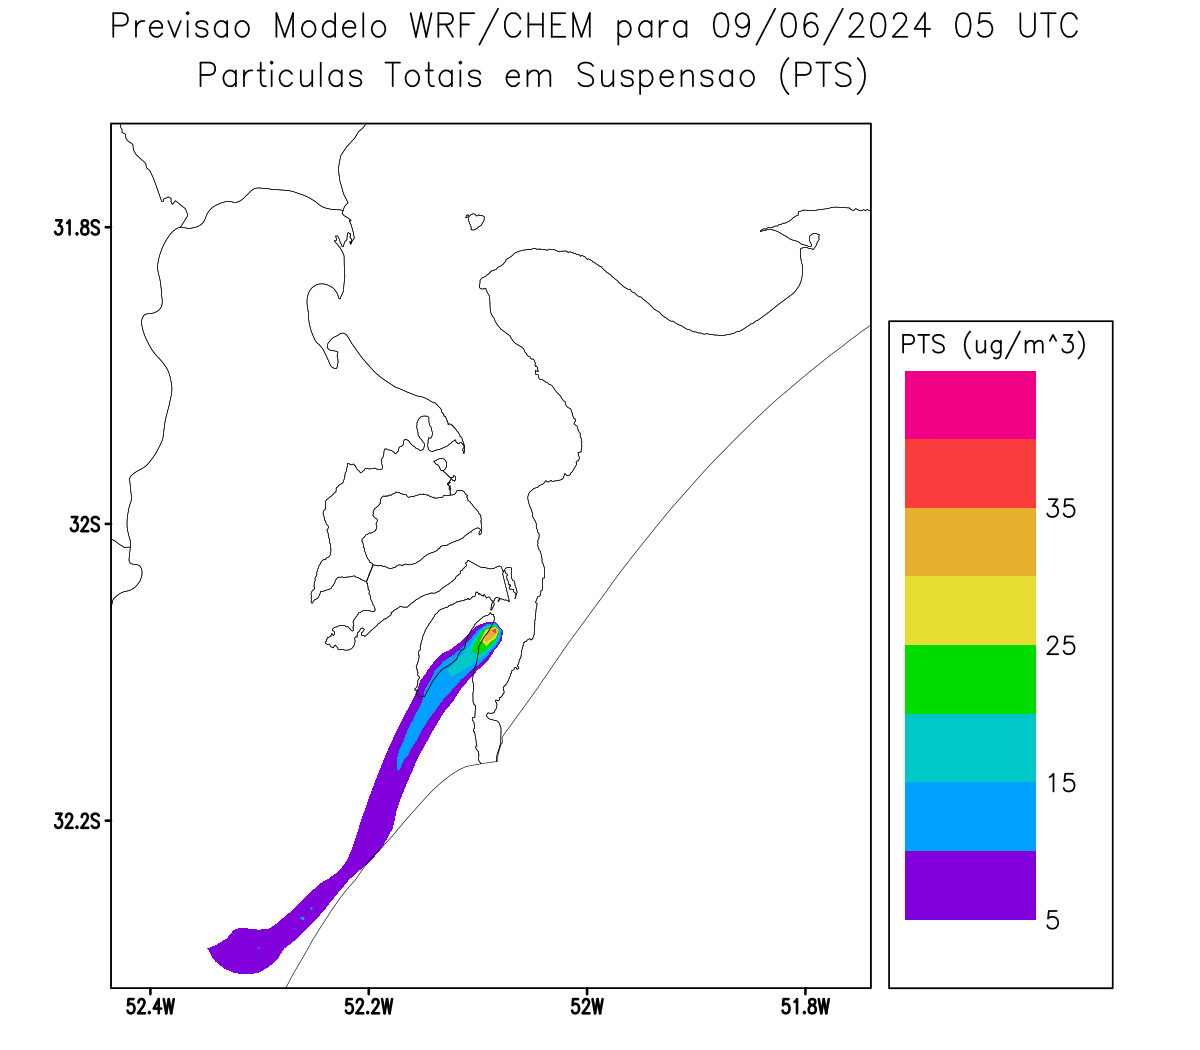 Previsao Modelo WRF/CHEM para 09/06/2024 05 UTC
Particulas Totais em Suspensao (PTS)
31.8S
32S
32.2S
52.4W
52.2W
52W
51.8W
PTS (ug/m^3)
35
25
15
5